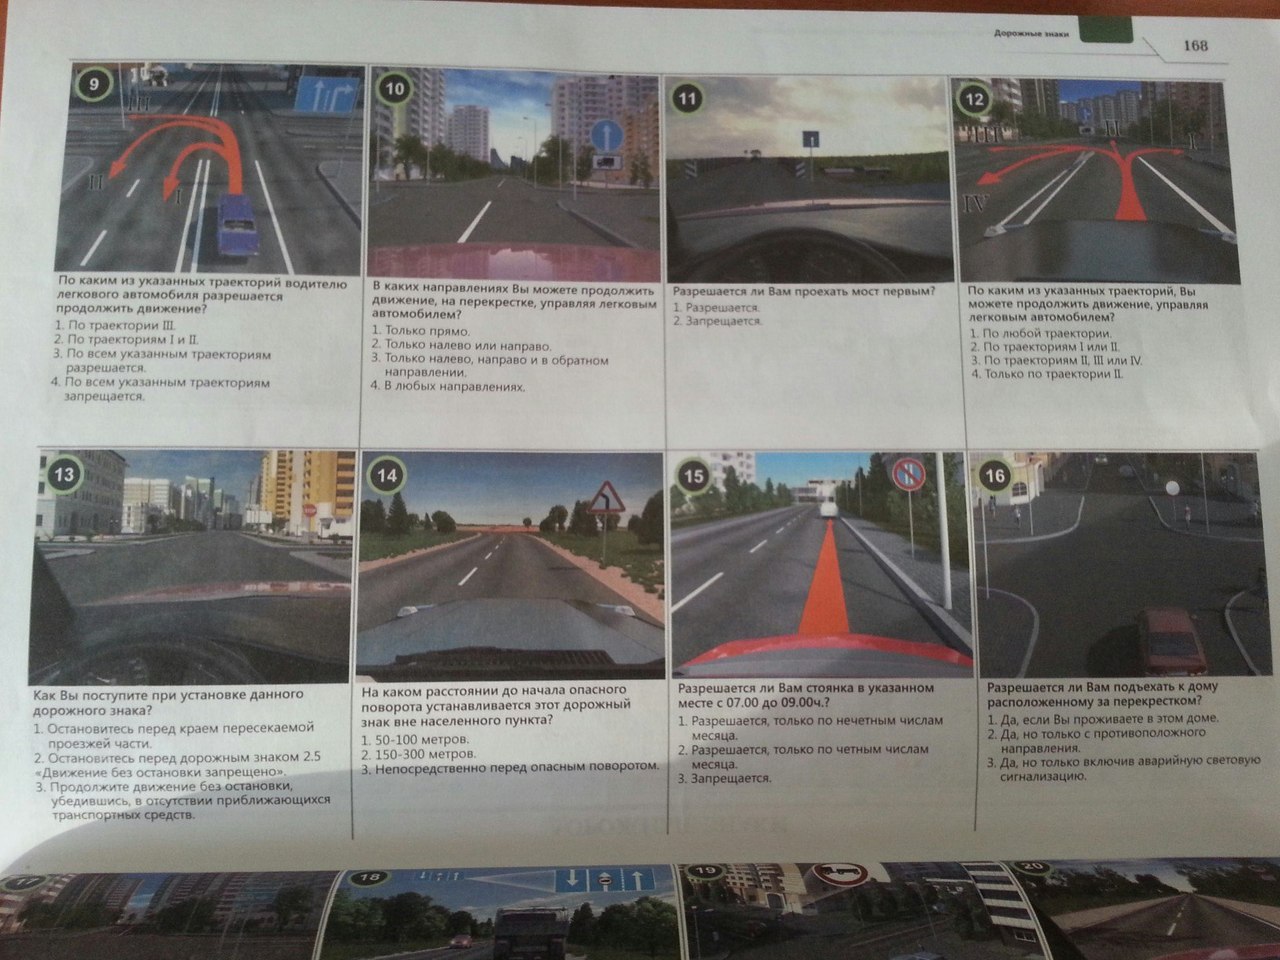 Дорожные знаки
168
9
III
II
I
По каким из указанных траекторий водителю
легкового автомобиля разрешается
продолжить движение?
1. По траектории III.
2. По траекториям I и II.
3. По всем указанным траекториям
разрешается.
4. По всем указанным траекториям
запрещается.
10
В каких направлениях Вы можете продолжить
движение, на перекрестке, управляя легковым
автомобилем?
1. Только прямо.
2. Только налево или направо.
3. Только налево, направо и в обратном
направлении.
4. В любых направлениях.
11
Разрешается ли Вам проехать мост первым?
1. Разрешается.
2. Запрещается.
12
III
II
I
IV
По каким из указанных траекторий, Вы
можете продолжить движение, управляя
легковым автомобилем?
1. По любой траектории.
2. По траекториям I или II.
3. По траекториям II, III или IV.
4. Только по траектории II.
13
STOP
Как Вы поступите при установке данного
дорожного знака?
1. Остановитесь перед краем пересекаемой
проезжей части.
2. Остановитесь перед дорожным знаком 2.5
«Движение без остановки запрещено».
3. Продолжите движение без остановки,
убедившись, в отсутствии приближающихся
транспортных средств.
14
На каком расстоянии до начала опасного
поворота устанавливается этот дорожный
знак вне населенного пункта?
1. 50-100 метров.
2. 150-300 метров.
3. Непосредственно перед опасным поворотом.
15
Разрешается ли Вам стоянка в указанном
месте с 07.00 до 09.00ч.?
1. Разрешается, только по нечетным числам
месяца.
2. Разрешается, только по четным числам
месяца.
3. Запрещается.
16
Разрешается ли Вам подъехать к дому
расположенному за перекрестком?
1. Да, если Вы проживаете в этом доме.
2. Да, но только с противоположного
направления.
3. Да, но только включив аварийную световую
сигнализацию.
17
18
19
20